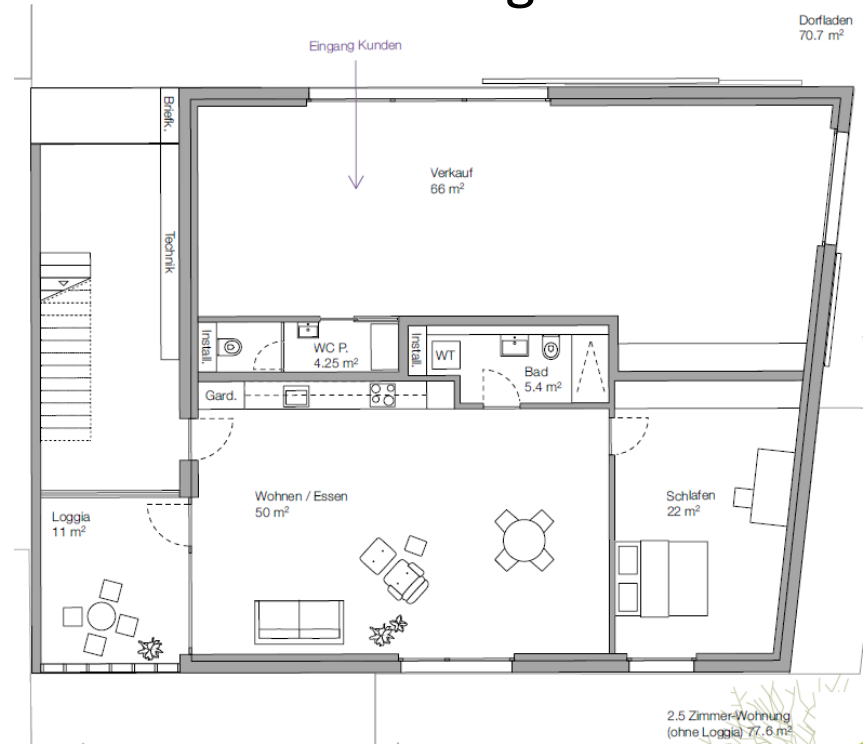 Dorfladen
70.7 m²
Eingang Kunden
Briefk.
Verkauf
66 m²
Technik
Install.
WC P.
4.25 m²
Install.
WT
Bad
5.4 m²
Gard.
Wohnen / Essen
50 m²
Schlafen
22 m²
Loggia
11 m²
2.5 Zimmer-Wohnung
(ohne Loggia) 77.6 m²